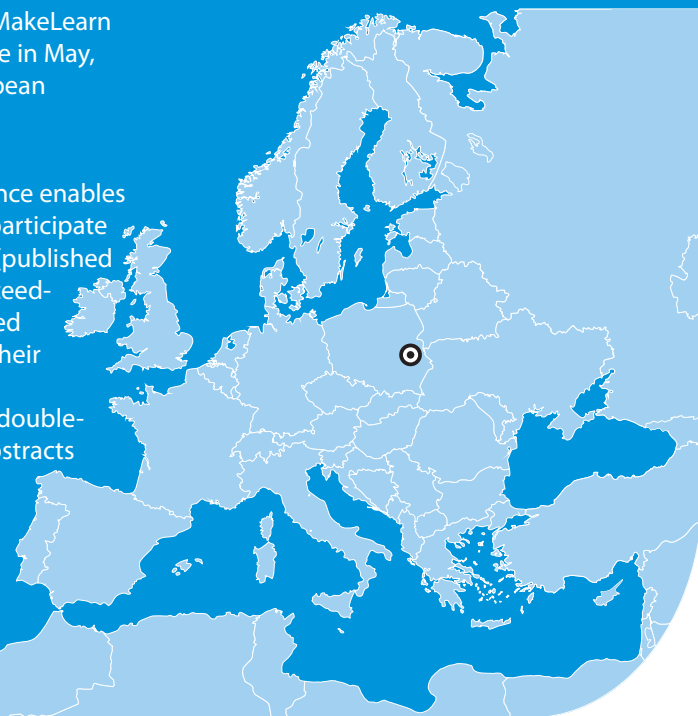 MakeLearn
e in May,
pean
nce enables
participate
published
eed-
ed
heir
double-
stracts